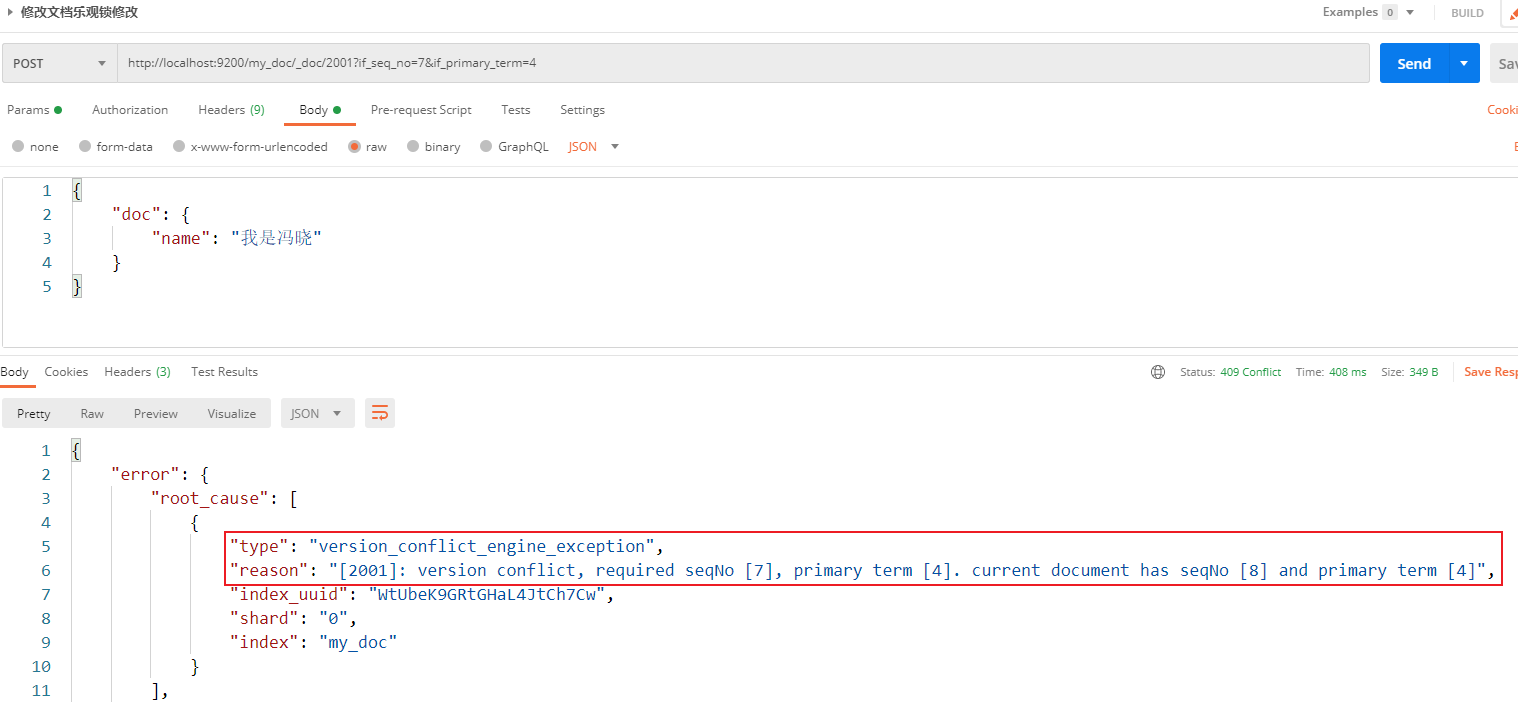 修改文档乐观锁修改
Examples 0 BUILD
POST http://localhost:9200/my_doc/_doc/2001?if_seq_no=7&if_primary_term=4 Send Sav
Params Authorization Headers (9) Body Pre-request Script Tests Settings Cooki
none form-data x-www-form-urlencoded raw binary GraphQL JSON
1 {
2 "doc": {
3 "name": "我是冯晓"
4 }
5 }
Body Cookies Headers (3) Test Results Status: 409 Conflict Time: 408 ms Size: 349 B Save Resp
Pretty Raw Preview Visualize JSON
1 {
2 "error": {
3 "root_cause": [
4 {
5 "type": "version_conflict_engine_exception",
6 "reason": "[2001]: version conflict, required seqNo [7], primary term [4]. current document has seqNo [8] and primary term [4]",
7 "index_uuid": "WtUbeK9GRtGHaL4JtCh7Cw",
8 "shard": "0",
9 "index": "my_doc"
10 }
11 ],